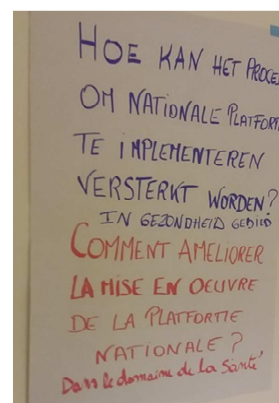 HOE KAN HET PROCES
OM NATIONALE PLATFORM
TE IMPLEMENTEREN
VERSTERKT WORDEN?
IN GEZONDHEID GEBIED
COMMENT AMELIORER
LA MISE EN OEUVRE
DE LA PLATFORME
NATIONALE ?
Dans le domaine de la Santé